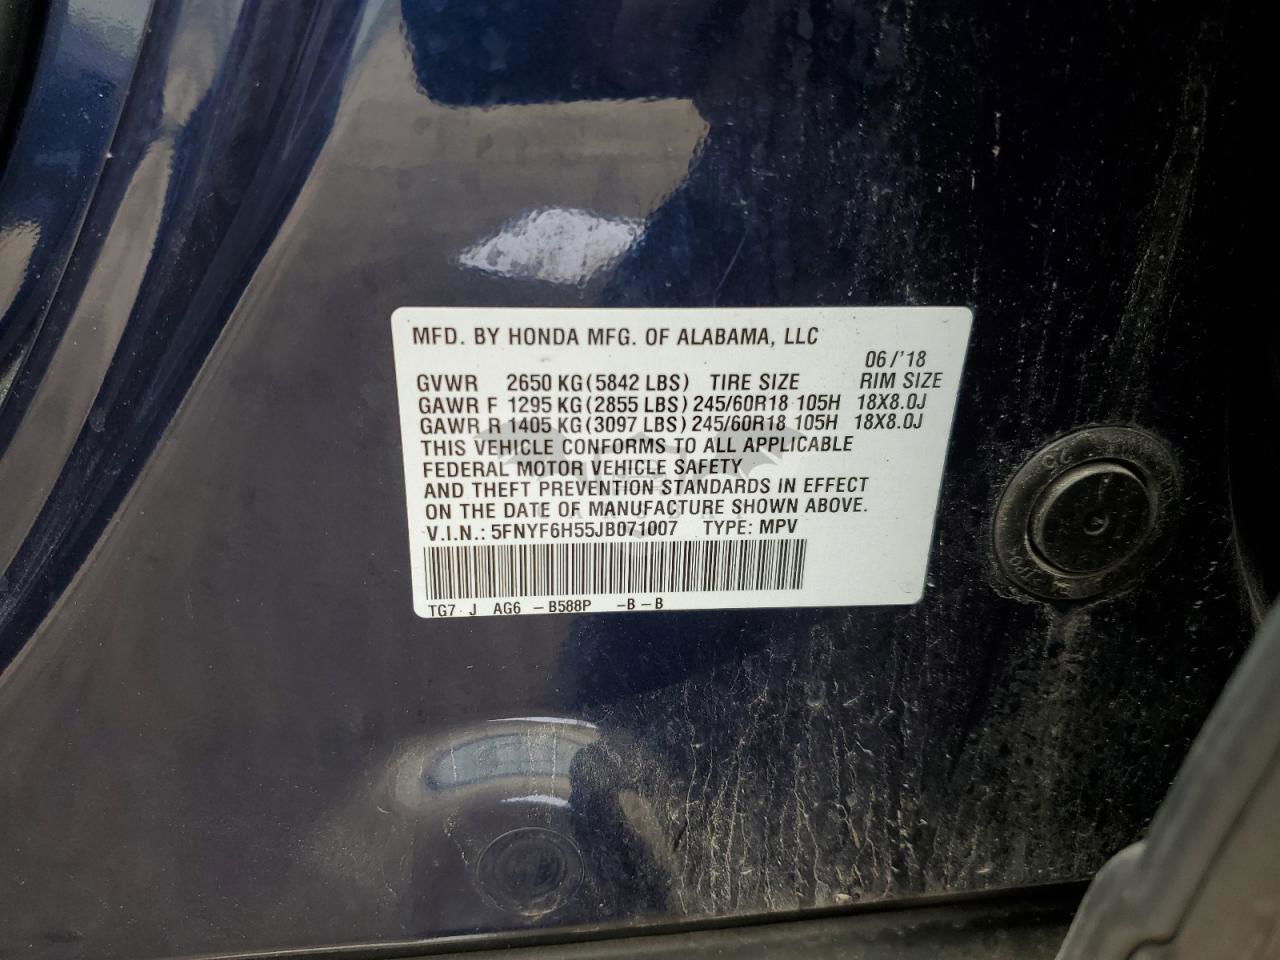 MFD. BY HONDA MFG. OF ALABAMA, LLC
06/'18
GVWR 2650 KG(5842 LBS) TIRE SIZE RIM SIZE
GAWR F 1295 KG(2855 LBS) 245/60R18 105H 18X8.0J
GAWR R 1405 KG(3097 LBS) 245/60R18 105H 18X8.0J
THIS VEHICLE CONFORMS TO ALL APPLICABLE
FEDERAL MOTOR VEHICLE SAFETY
AND THEFT PREVENTION STANDARDS IN EFFECT
ON THE DATE OF MANUFACTURE SHOWN ABOVE.
V.I.N.: 5FNYF6H55JB071007 TYPE: MPV
TG7 J AG6 -B588P -B-B